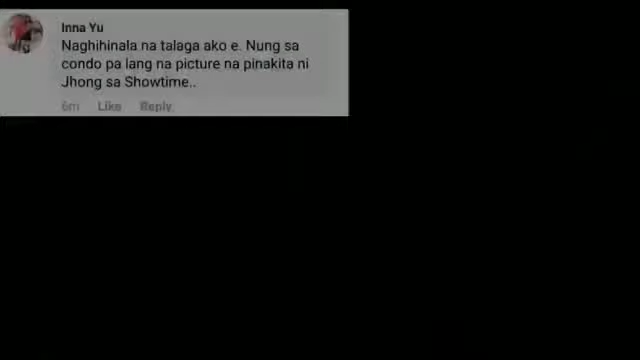 Inna Yu
Naghihinala na talaga ako e. Nung sa
condo pa lang na picture na pinakita ni
Jhong sa Showtime..
6m Like Reply